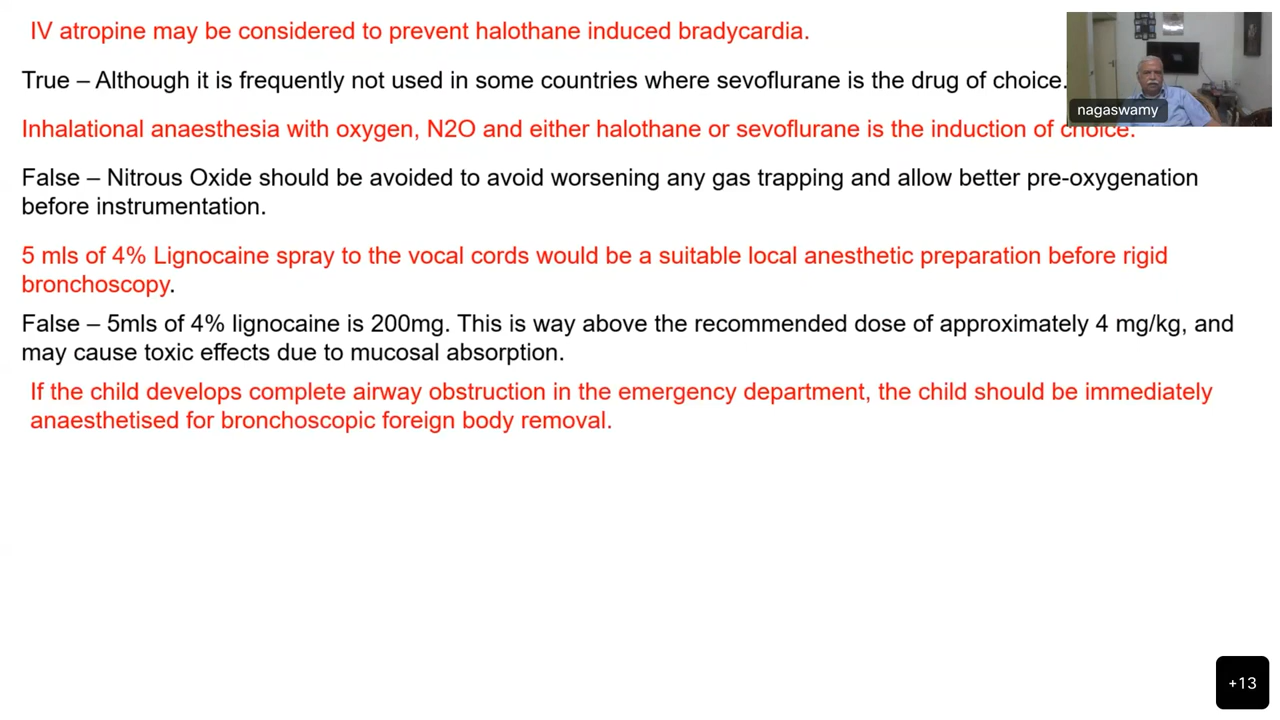 IV atropine may be considered to prevent halothane induced bradycardia.
True – Although it is frequently not used in some countries where sevoflurane is the drug of choice.
nagaswamy
Inhalational anaesthesia with oxygen, N2O and either halothane or sevoflurane is the induction of choice.
False – Nitrous Oxide should be avoided to avoid worsening any gas trapping and allow better pre-oxygenation
before instrumentation.
5 mls of 4% Lignocaine spray to the vocal cords would be a suitable local anesthetic preparation before rigid
bronchoscopy.
False – 5mls of 4% lignocaine is 200mg. This is way above the recommended dose of approximately 4 mg/kg, and
may cause toxic effects due to mucosal absorption.
If the child develops complete airway obstruction in the emergency department, the child should be immediately
anaesthetised for bronchoscopic foreign body removal.
+13